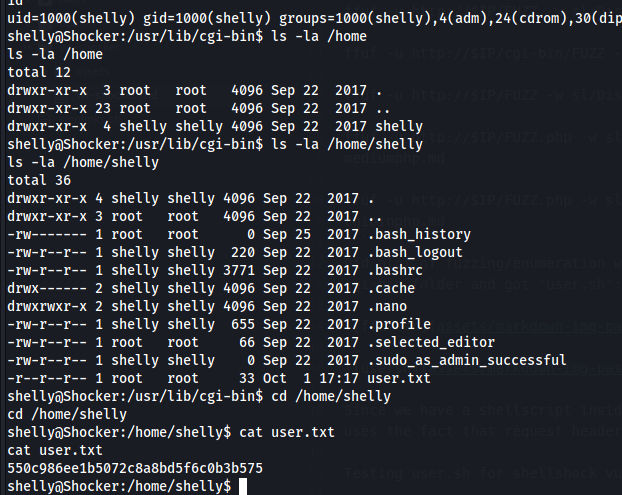 id
uid=1000(shelly) gid=1000(shelly) groups=1000(shelly),4(adm),24(cdrom),30(dip
shelly@Shocker:/usr/lib/cgi-bin$ ls -la /home
ls -la /home
total 12
drwxr-xr-x  3 root   root   4096 Sep 22  2017 .
drwxr-xr-x 23 root   root   4096 Sep 22  2017 ..
drwxr-xr-x  4 shelly shelly 4096 Sep 22  2017 shelly
shelly@Shocker:/usr/lib/cgi-bin$ ls -la /home/shelly
ls -la /home/shelly
total 36
drwxr-xr-x 4 shelly shelly 4096 Sep 22  2017 .
drwxr-xr-x 3 root   root   4096 Sep 22  2017 ..
-rw------- 1 root   root      0 Sep 25  2017 .bash_history
-rw-r--r-- 1 shelly shelly  220 Sep 22  2017 .bash_logout
-rw-r--r-- 1 shelly shelly 3771 Sep 22  2017 .bashrc
drwx------ 2 shelly shelly 4096 Sep 22  2017 .cache
drwxrwxr-x 2 shelly shelly 4096 Sep 22  2017 .nano
-rw-r--r-- 1 shelly shelly  655 Sep 22  2017 .profile
-rw-r--r-- 1 root   root     66 Sep 22  2017 .selected_editor
-rw-r--r-- 1 shelly shelly    0 Sep 22  2017 .sudo_as_admin_successful
-r--r--r-- 1 root   root     33 Oct  1 17:17 user.txt
shelly@Shocker:/usr/lib/cgi-bin$ cd /home/shelly
cd /home/shelly
shelly@Shocker:/home/shelly$ cat user.txt
cat user.txt
550c986ee1b5072c8a8bd5f6c0b3b575
shelly@Shocker:/home/shelly$